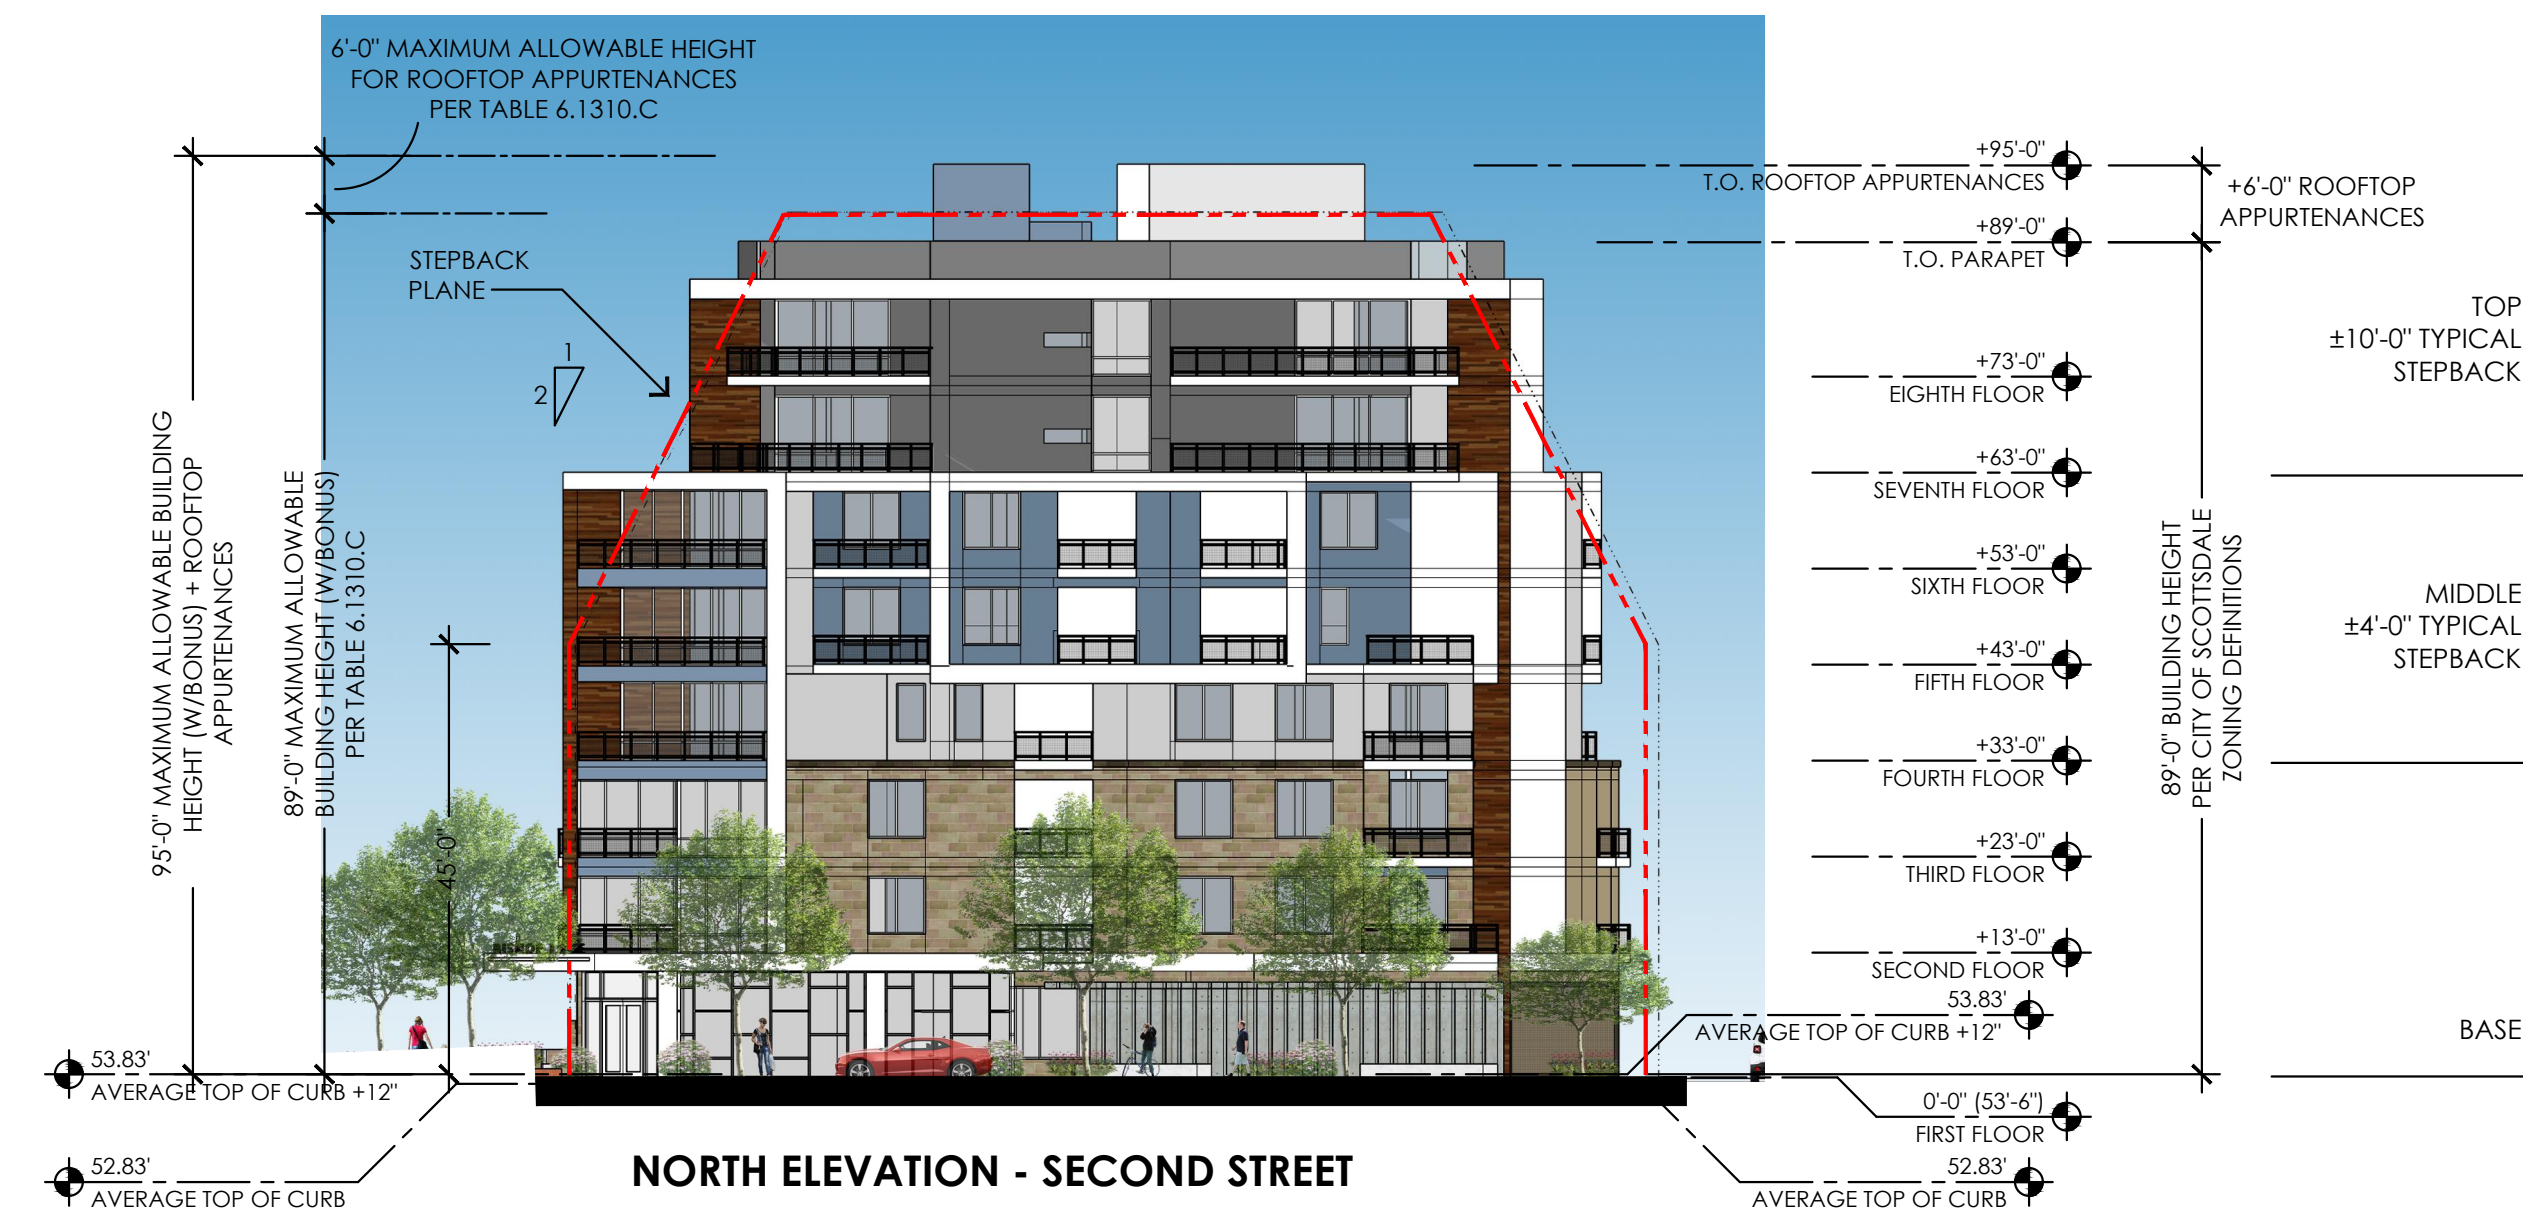 6'-0" MAXIMUM ALLOWABLE HEIGHT
FOR ROOFTOP APPURTENANCES
PER TABLE 6.1310.C
STEPBACK
PLANE
1
2
95'-0" MAXIMUM ALLOWABLE BUILDING
HEIGHT (W/BONUS) + ROOFTOP
APPURTENANCES
89'-0" MAXIMUM ALLOWABLE
BUILDING HEIGHT (W/BONUS)
PER TABLE 6.1310.C
45'-0"
53.83'
AVERAGE TOP OF CURB +12"
52.83'
AVERAGE TOP OF CURB
+95'-0"
T.O. ROOFTOP APPURTENANCES
+89'-0"
T.O. PARAPET
+73'-0"
EIGHTH FLOOR
+63'-0"
SEVENTH FLOOR
+53'-0"
SIXTH FLOOR
+43'-0"
FIFTH FLOOR
+33'-0"
FOURTH FLOOR
+23'-0"
THIRD FLOOR
+13'-0"
SECOND FLOOR
53.83'
AVERAGE TOP OF CURB +12"
0'-0" (53'-6")
FIRST FLOOR
52.83'
AVERAGE TOP OF CURB
+6'-0" ROOFTOP
APPURTENANCES
89'-0" BUILDING HEIGHT
PER CITY OF SCOTTSDALE
ZONING DEFINITIONS
TOP
±10'-0" TYPICAL
STEPBACK
MIDDLE
±4'-0" TYPICAL
STEPBACK
BASE
NORTH ELEVATION - SECOND STREET